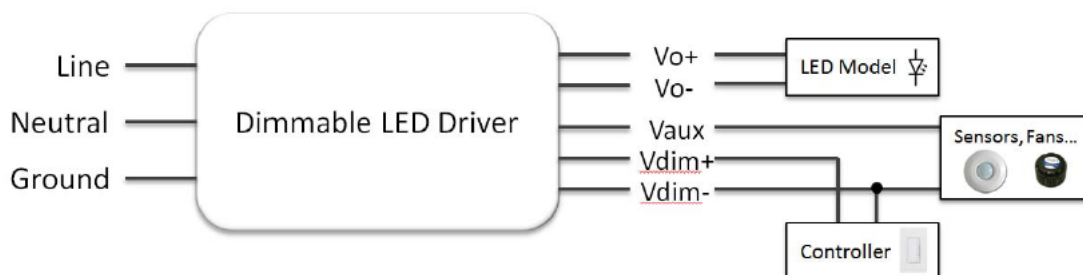 Line
Neutral
Ground
Dimmable LED Driver
Vo+
Vo-
Vaux
Vdim+
Vdim-
LED Model
Sensors, Fans...
Controller